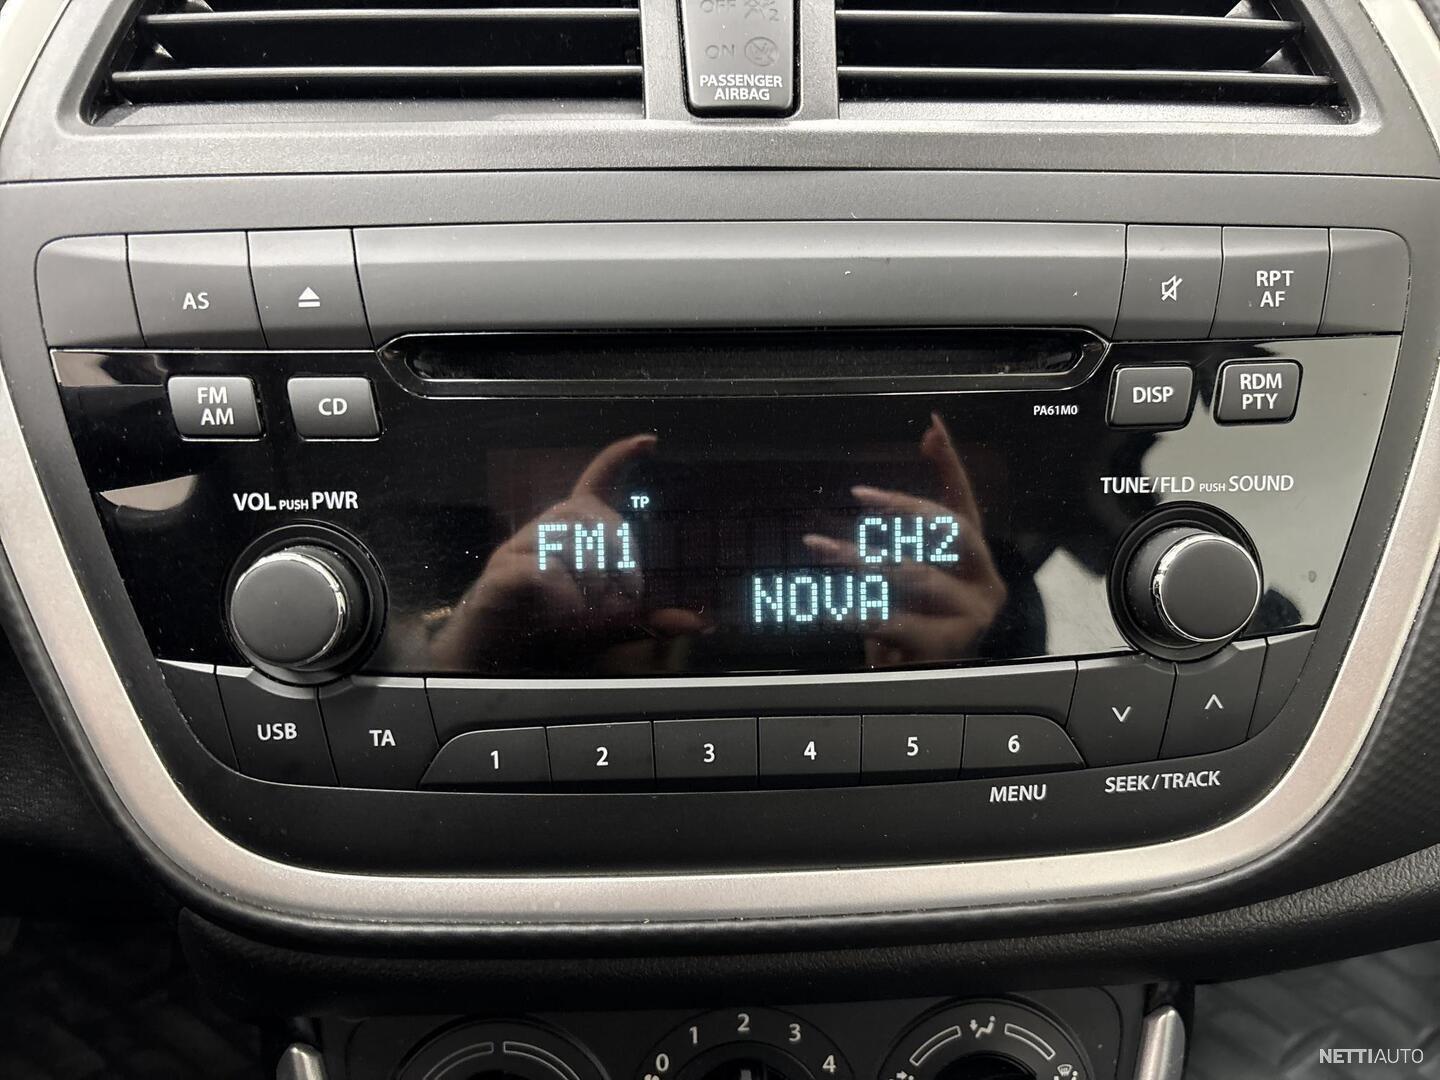 OFF 2
ON
PASSENGER
AIRBAG
AS
RPT
AF
FM
AM
CD
PA61M0
DISP
RDM
PTY
VOL PUSH PWR
TUNE/FLD PUSH SOUND
TP
FM1 CH2
NOVA
USB
TA
1 2 3 4 5 6
MENU
SEEK/TRACK
0 1 2 3 4
NETTIAUTO